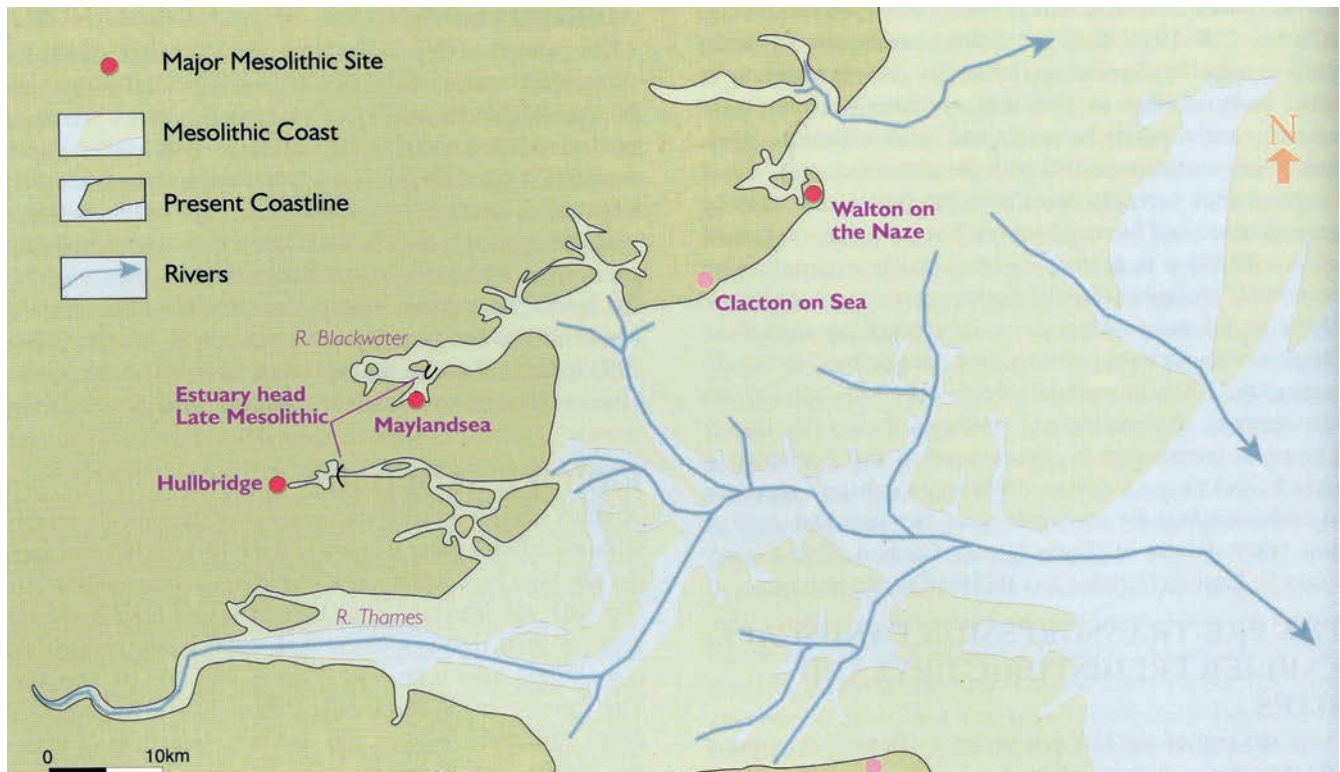 Major Mesolithic Site
Mesolithic Coast
Present Coastline
Rivers
N
Walton on
the Naze
Clacton on Sea
R. Blackwater
Estuary head
Late Mesolithic
Maylandsea
Hullbridge
R. Thames
0 10km